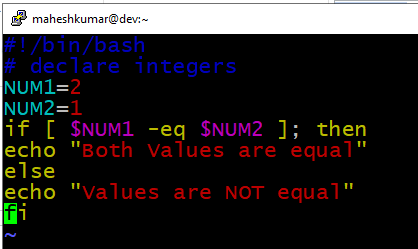 maheshkumar@dev:~
#!/bin/bash
# declare integers
NUM1=2
NUM2=1
if [ $NUM1 -eq $NUM2 ]; then
echo "Both Values are equal"
else
echo "Values are NOT equal"
fi
~